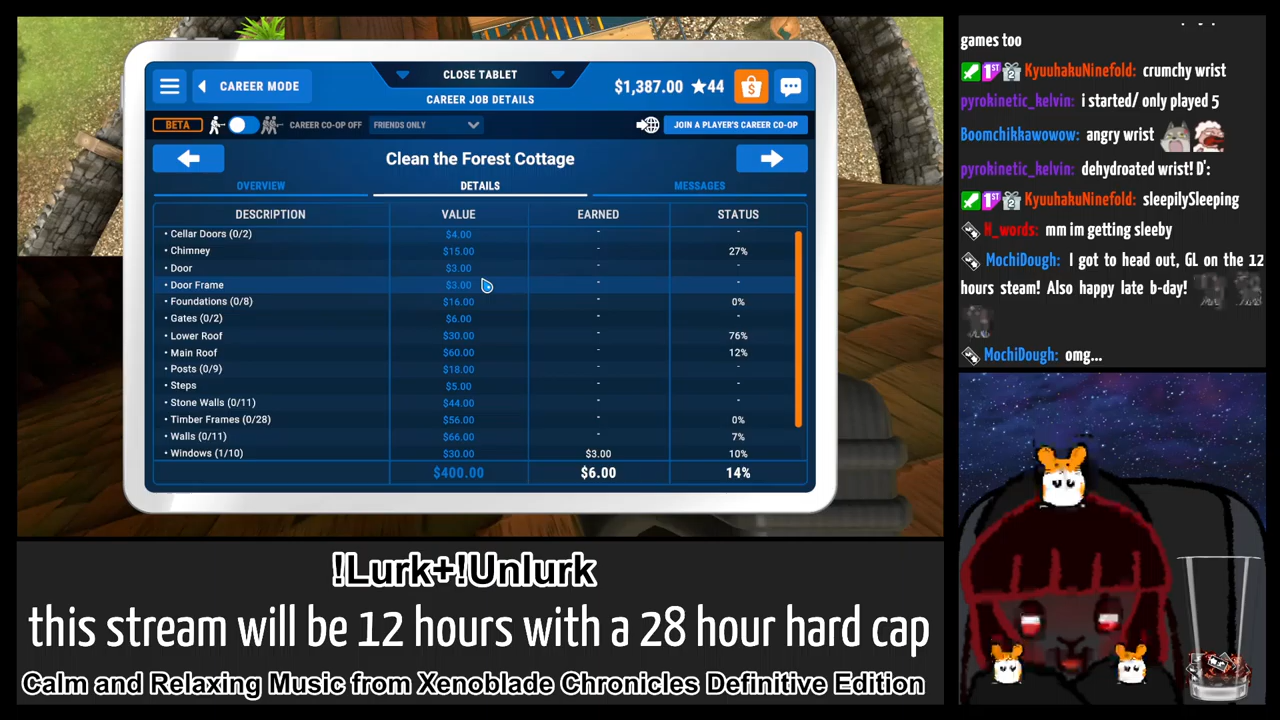 CLOSE TABLET
CAREER MODE
CAREER JOB DETAILS
$1,387.00 ★44
BETA
CAREER CO-OP OFF
FRIENDS ONLY
JOIN A PLAYER'S CAREER CO-OP
Clean the Forest Cottage
OVERVIEW DETAILS MESSAGES
DESCRIPTION VALUE EARNED STATUS
• Cellar Doors (0/2) $4.00 - -
• Chimney $15.00 - 27%
• Door $3.00 - -
• Door Frame $3.00 - -
• Foundations (0/8) $16.00 - 0%
• Gates (0/2) $6.00 - -
• Lower Roof $30.00 - 76%
• Main Roof $60.00 - 12%
• Posts (0/9) $18.00 - -
• Steps $5.00 - -
• Stone Walls (0/11) $44.00 - -
• Timber Frames (0/28) $56.00 - 0%
• Walls (0/11) $66.00 - 7%
• Windows (1/10) $30.00 $3.00 10%
$400.00 $6.00 14%
games too
KyuuhakuNinefold: crunchy wrist
pyrokinetic_kelvin: i started/ only played 5
Boomchikkawowow: angry wrist
pyrokinetic_kelvin: dehydroated wrist! D':
KyuuhakuNinefold: sleepilySleeping
H_words: mm im getting sleeby
MochiDough: I got to head out, GL on the 12
hours steam! Also happy late b-day!
MochiDough: omg...
!Lurk+!Unlurk
this stream will be 12 hours with a 28 hour hard cap
Calm and Relaxing Music from Xenoblade Chronicles Definitive Edition